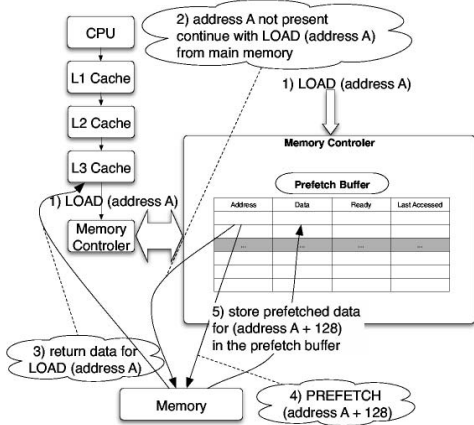 CPU
L1 Cache
L2 Cache
L3 Cache
1) LOAD (address A)
Memory
Controler
2) address A not present
continue with LOAD (address A)
from main memory
1) LOAD (address A)
Memory Controler
Prefetch Buffer
Address Data Ready Last Accessed
... ... ... ...
5) store prefetched data
for (address A + 128)
in the prefetch buffer
3) return data for
LOAD (address A)
4) PREFETCH
(address A + 128)
Memory